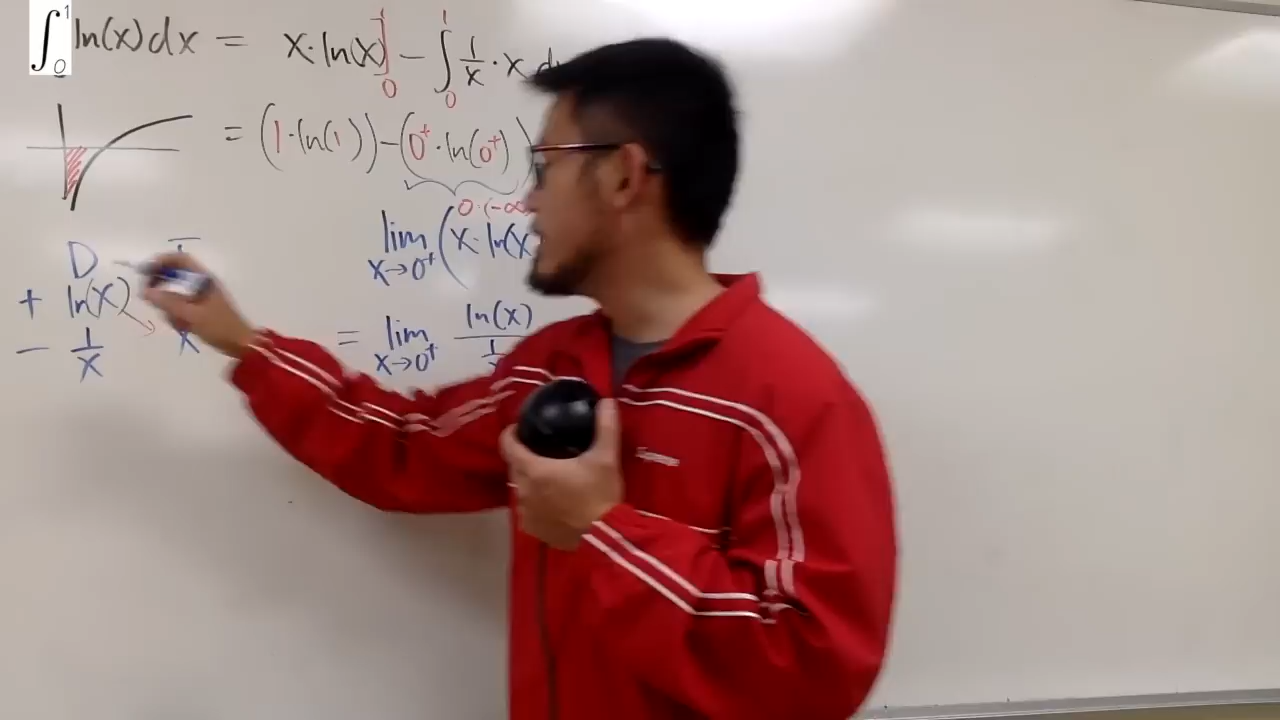 ∫₀¹ ln(x) dx = x·ln(x)]₀¹ − ∫₀¹ 1/x · x d
= (1·ln(1)) − (0⁺·ln(0⁺))
0·(-∞
lim x→0⁺ (x·ln(x
= lim x→0⁺ ln(x) / 1/x
D I
+ ln(x)
− 1/x x
Supreme